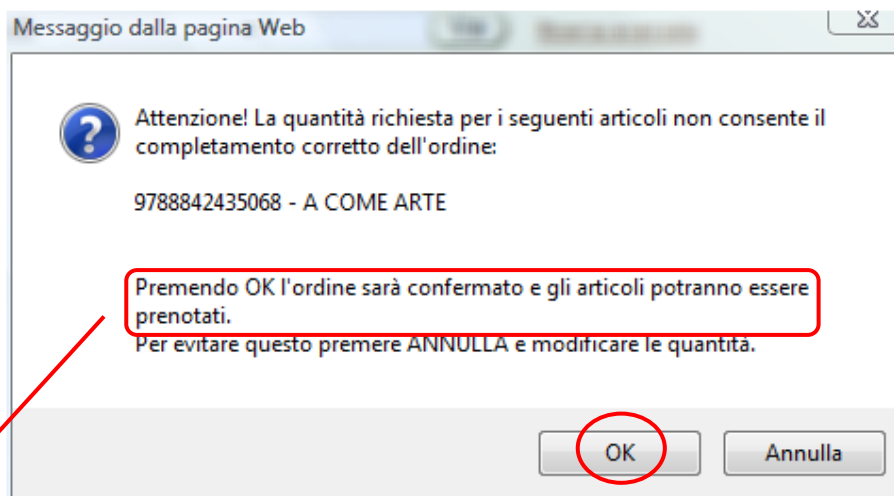 Messaggio dalla pagina Web
Attenzione! La quantità richiesta per i seguenti articoli non consente il
completamento corretto dell'ordine:
9788842435068 - A COME ARTE
Premendo OK l'ordine sarà confermato e gli articoli potranno essere
prenotati.
Per evitare questo premere ANNULLA e modificare le quantità.
OK
Annulla